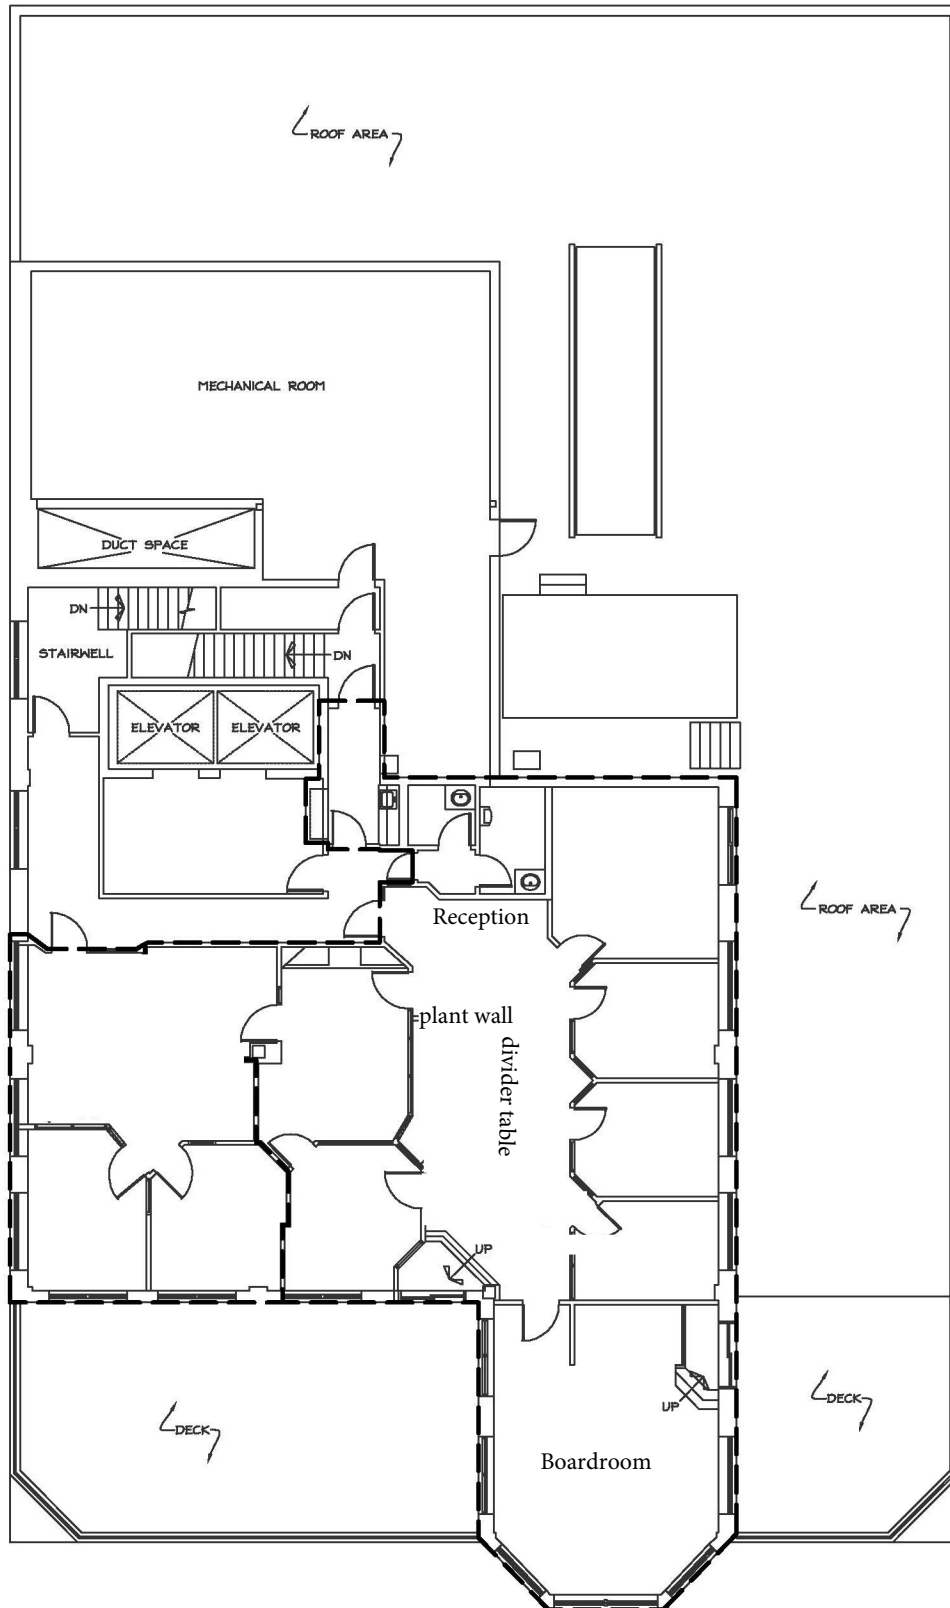 ROOF AREA
MECHANICAL ROOM
DUCT SPACE
DN
STAIRWELL
DN
ELEVATOR
ELEVATOR
ROOF AREA
Reception
plant wall
divider table
UP
UP
DECK
DECK
Boardroom